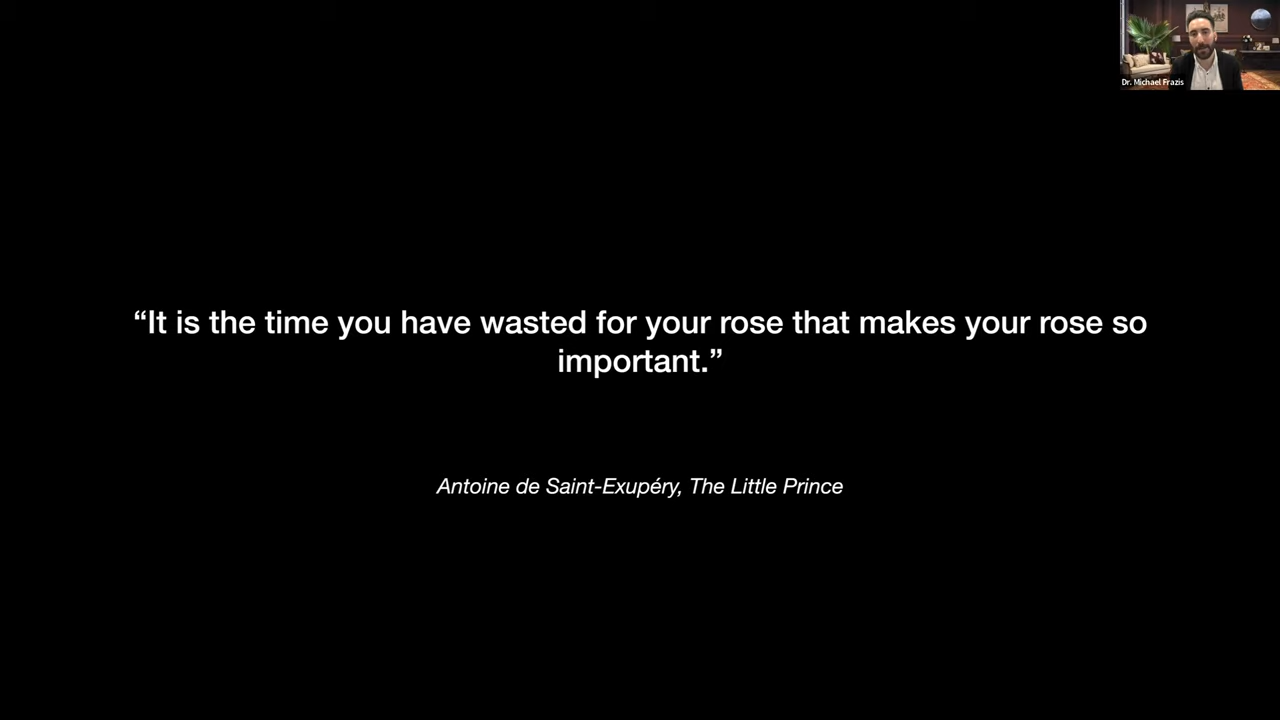 Dr. Michael Frazis
“It is the time you have wasted for your rose that makes your rose so
important.”
Antoine de Saint-Exupéry, The Little Prince